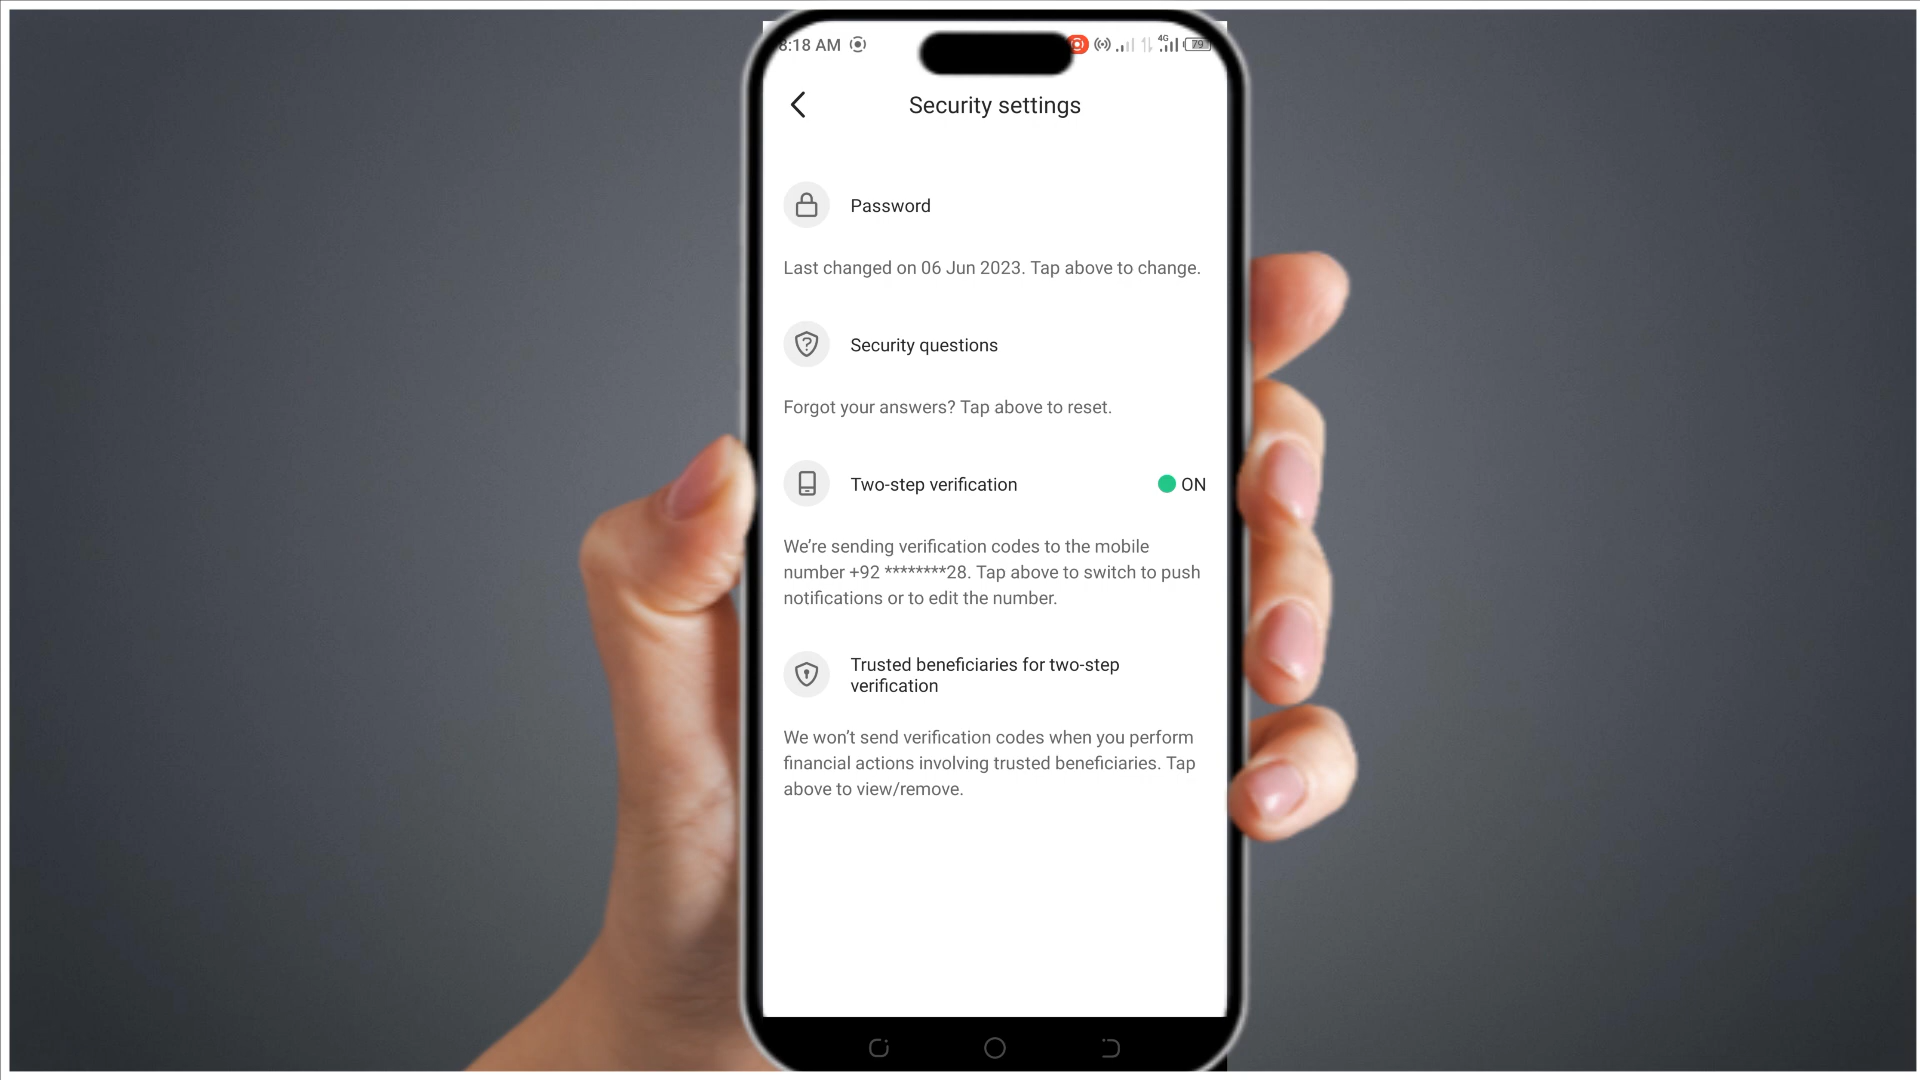 8:18 AM
4G
79
Security settings
Password
Last changed on 06 Jun 2023. Tap above to change.
Security questions
Forgot your answers? Tap above to reset.
Two-step verification
ON
We’re sending verification codes to the mobile
number +92 ********28. Tap above to switch to push
notifications or to edit the number.
Trusted beneficiaries for two-step
verification
We won’t send verification codes when you perform
financial actions involving trusted beneficiaries. Tap
above to view/remove.